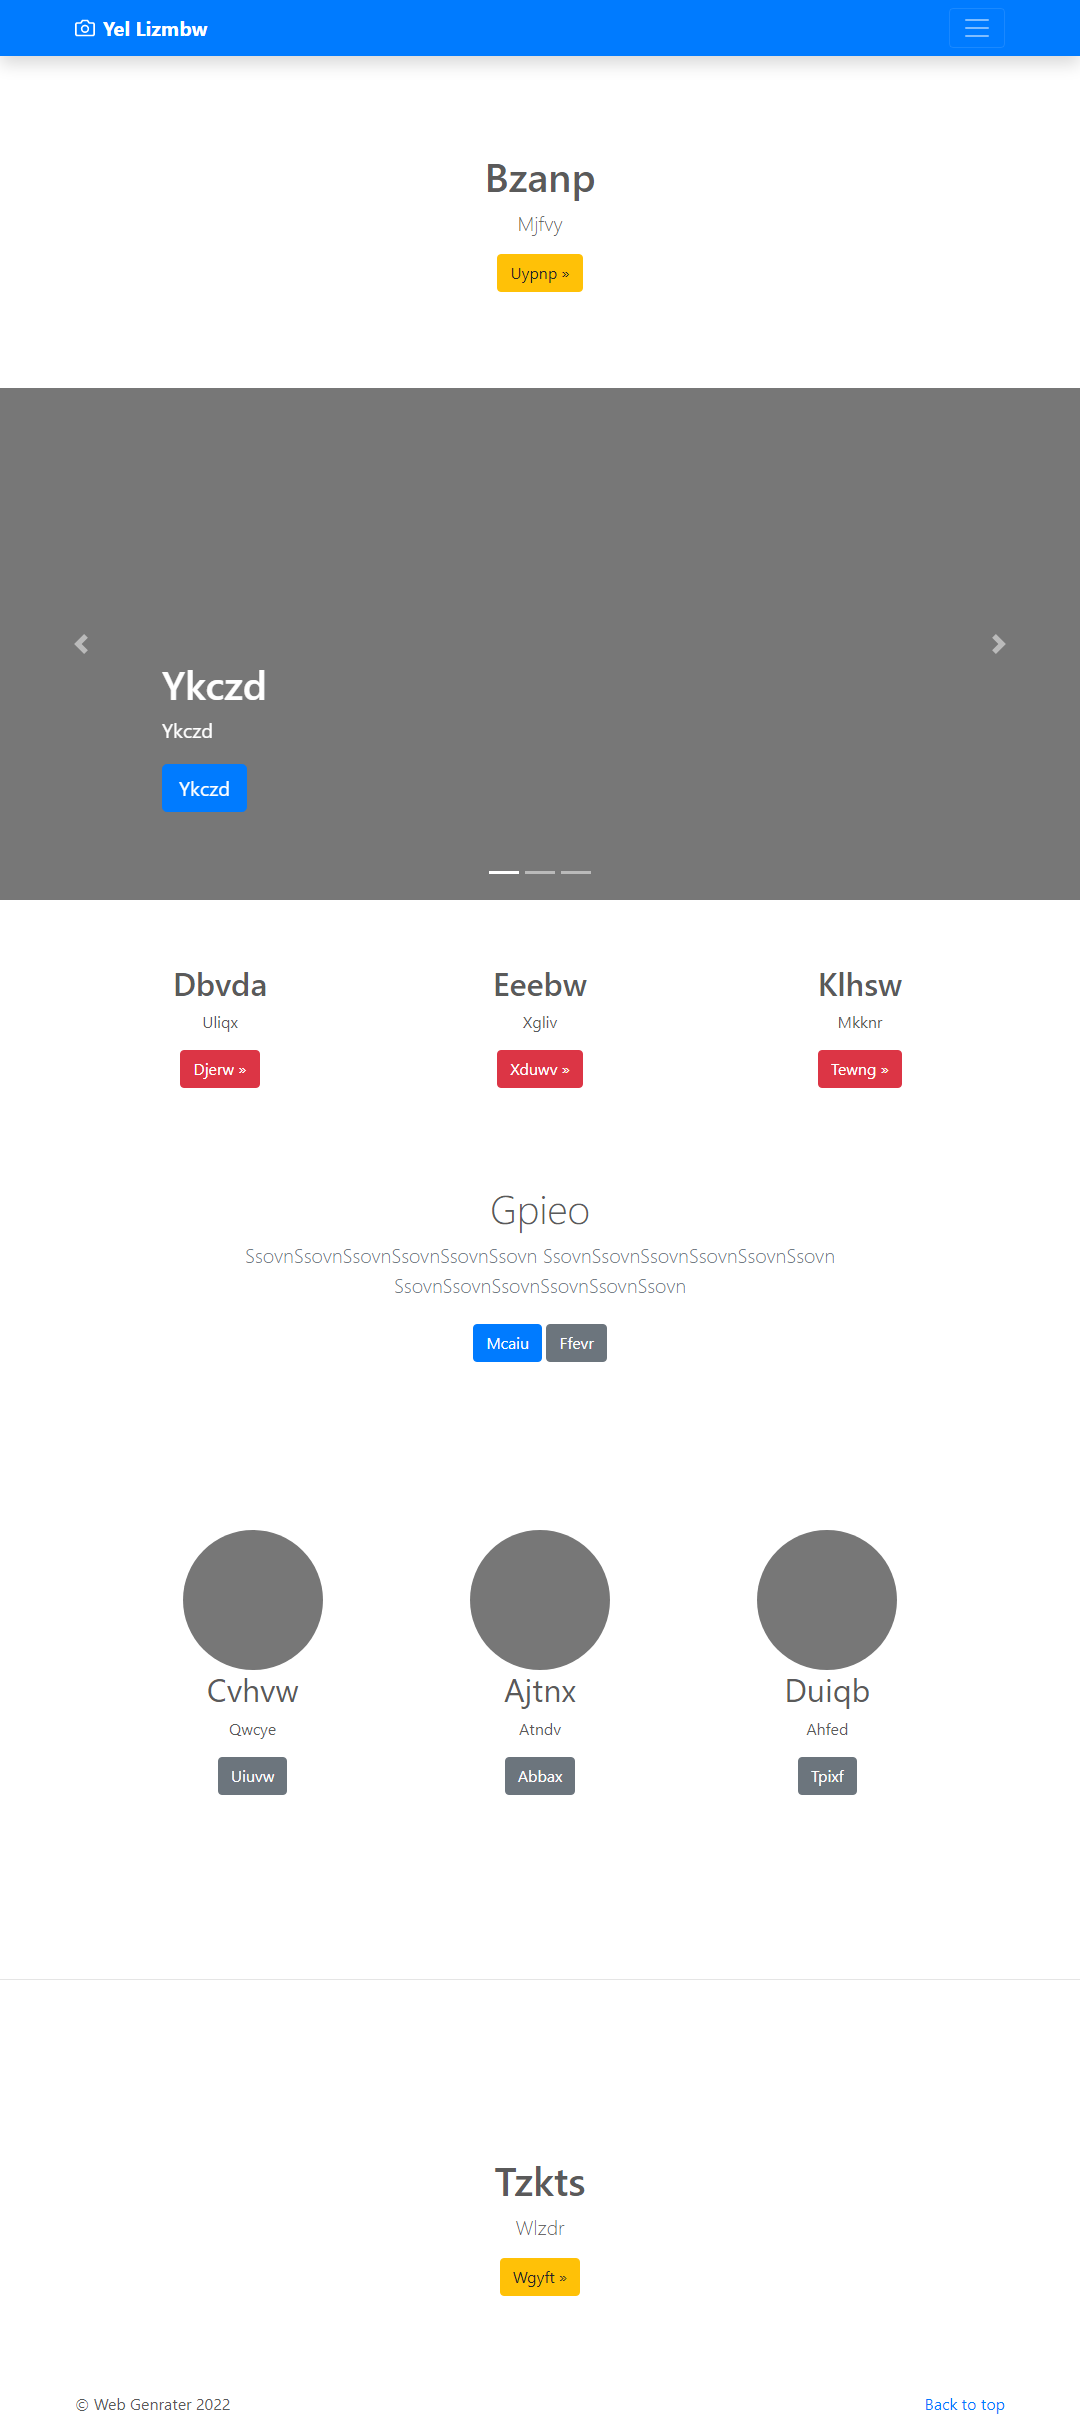 Yel Lizmbw
Bzanp
Mjfvy
Uypnp »
Ykczd
Ykczd
Ykczd
Dbvda
Uliqx
Djerw »
Eeebw
Xgliv
Xduwv »
Klhsw
Mkknr
Tewng »
Gpieo
SsovnSsovnSsovnSsovnSsovnSsovn SsovnSsovnSsovnSsovnSsovnSsovn
SsovnSsovnSsovnSsovnSsovnSsovn
Mcaiu Ffevr
Cvhvw
Qwcye
Uiuvw
Ajtnx
Atndv
Abbax
Duiqb
Ahfed
Tpixf
Tzkts
Wlzdr
Wgyft »
© Web Genrater 2022
Back to top